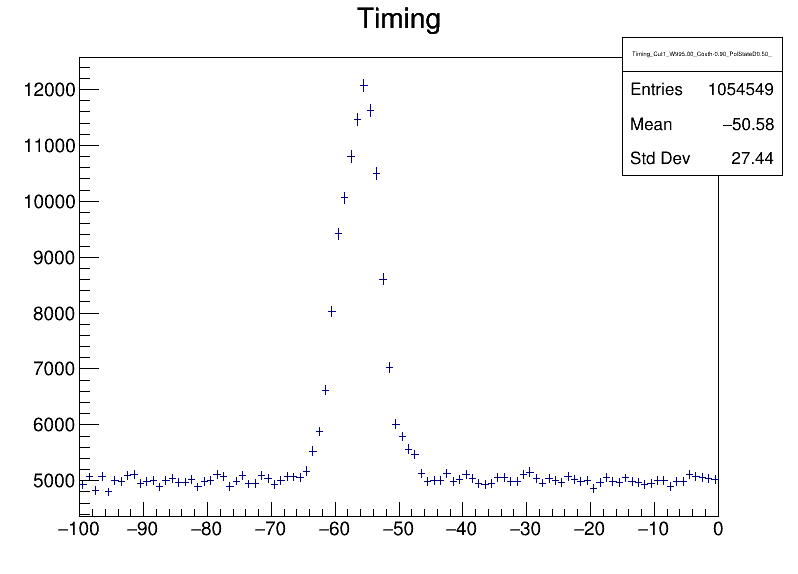 Timing
Timing_Cut1_W995.00_Costh-0.90_PolStateD0.50_
Entries 1054549
Mean −50.58
Std Dev 27.44
12000
11000
10000
9000
8000
7000
6000
5000
−100 −90 −80 −70 −60 −50 −40 −30 −20 −10 0